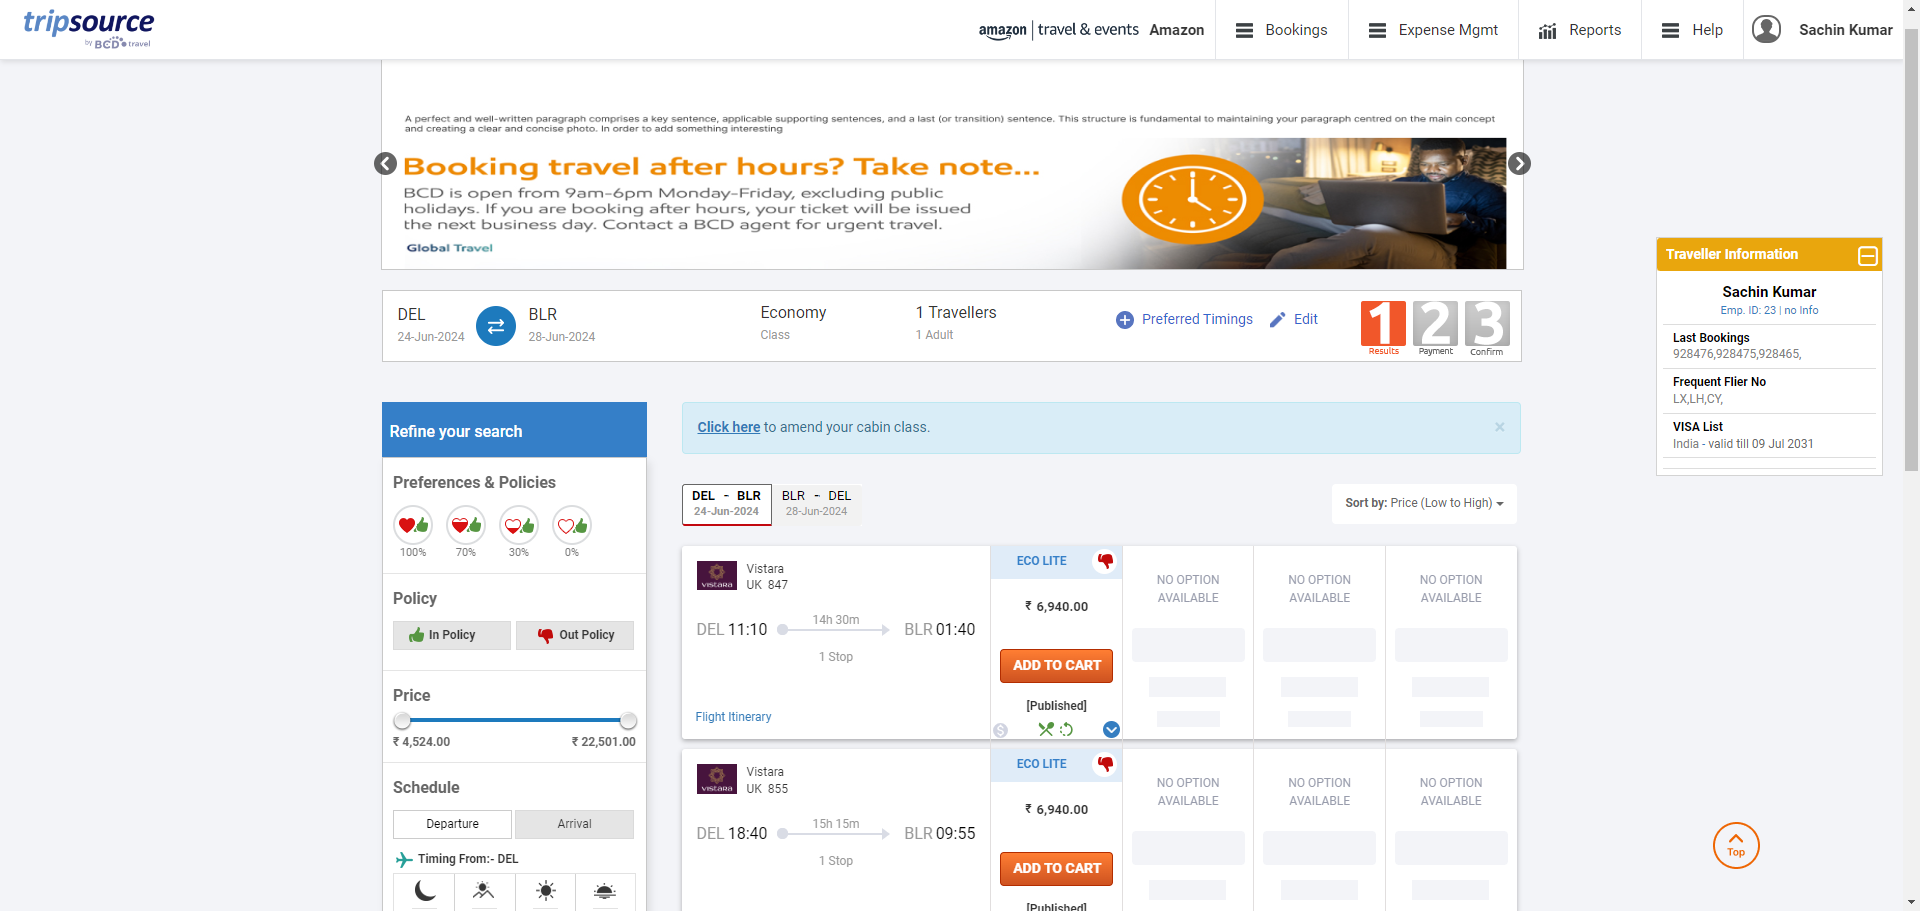 tripsource
by BCD travel
amazon | travel & events Amazon
Bookings
Expense Mgmt
Reports
Help
Sachin Kumar
A perfect and well-written paragraph comprises a key sentence, applicable supporting sentences, and a last (or transition) sentence. This structure is fundamental to maintaining your paragraph centred on the main concept
and creating a clear and concise photo. In order to add something interesting
Booking travel after hours? Take note...
BCD is open from 9am-6pm Monday-Friday, excluding public
holidays. If you are booking after hours, your ticket will be issued
the next business day. Contact a BCD agent for urgent travel.
Global Travel
DEL
24-Jun-2024
BLR
28-Jun-2024
Economy
Class
1 Travellers
1 Adult
Preferred Timings
Edit
1 2 3
Results Payment Confirm
Traveller Information
Sachin Kumar
Emp. ID: 23 | no Info
Last Bookings
928476,928475,928465,
Frequent Flier No
LX,LH,CY,
VISA List
India - valid till 09 Jul 2031
Refine your search
Preferences & Policies
100% 70% 30% 0%
Policy
In Policy
Out Policy
Price
₹ 4,524.00 ₹ 22,501.00
Schedule
Departure Arrival
Timing From:- DEL
Click here to amend your cabin class.
×
DEL - BLR
24-Jun-2024
BLR - DEL
28-Jun-2024
Sort by: Price (Low to High)
VISTARA
Vistara
UK 847
DEL 11:10
14h 30m
BLR 01:40
1 Stop
Flight Itinerary
ECO LITE
₹ 6,940.00
ADD TO CART
[Published]
NO OPTION
AVAILABLE
NO OPTION
AVAILABLE
NO OPTION
AVAILABLE
VISTARA
Vistara
UK 855
DEL 18:40
15h 15m
BLR 09:55
1 Stop
ECO LITE
₹ 6,940.00
ADD TO CART
[Published]
NO OPTION
AVAILABLE
NO OPTION
AVAILABLE
NO OPTION
AVAILABLE
Top